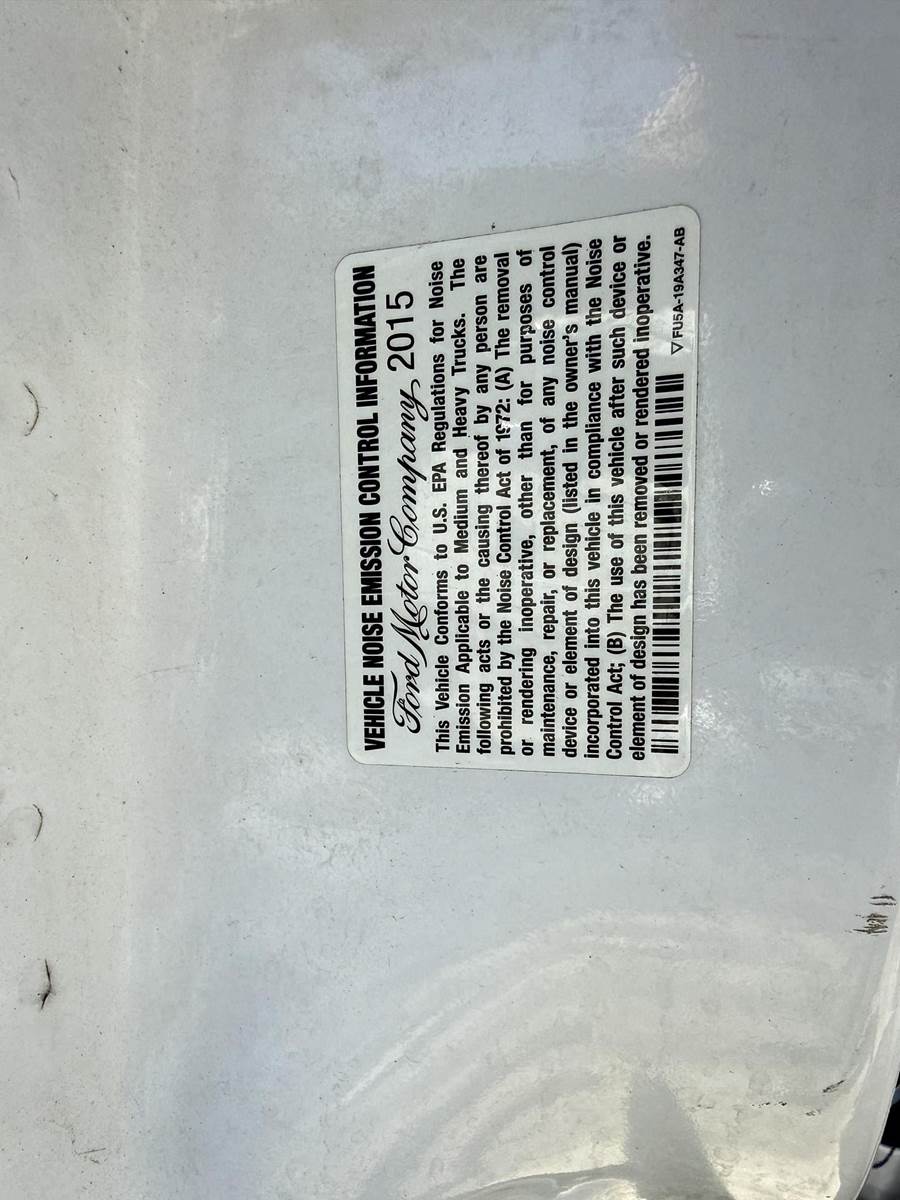 VEHICLE NOISE EMISSION CONTROL INFORMATION
Ford Motor Company 2015
This Vehicle Conforms to U.S. EPA Regulations for Noise
Emission Applicable to Medium and Heavy Trucks. The
following acts or the causing thereof by any person are
prohibited by the Noise Control Act of 1972: (A) The removal
or rendering inoperative, other than for purposes of
maintenance, repair, or replacement, of any noise control
device or element of design (listed in the owner's manual)
incorporated into this vehicle in compliance with the Noise
Control Act; (B) The use of this vehicle after such device or
element of design has been removed or rendered inoperative.
▽FU5A-19A347-AB